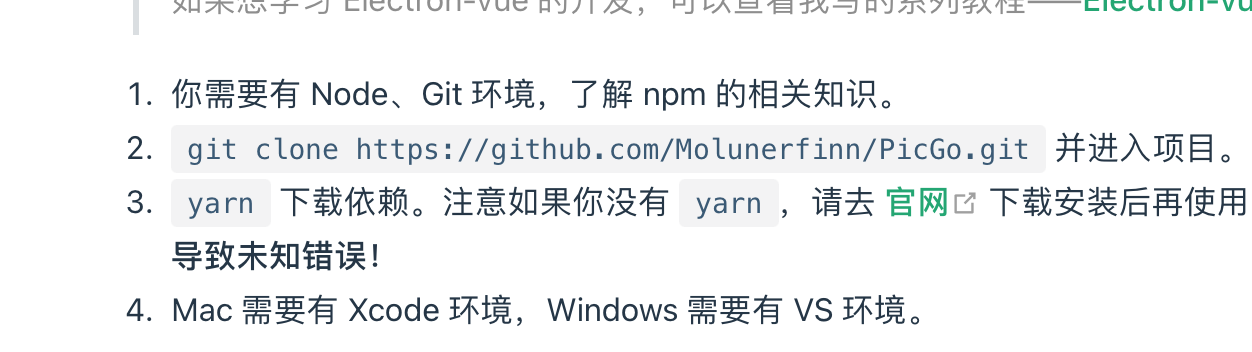 如果想学习 Electron-vue 的开发，可以查看我写的系列教程——Electron-vu
1. 你需要有 Node、Git 环境，了解 npm 的相关知识。
2. git clone https://github.com/Molunerfinn/PicGo.git 并进入项目。
3. yarn 下载依赖。注意如果你没有 yarn，请去 官网 下载安装后再使用
导致未知错误！
4. Mac 需要有 Xcode 环境，Windows 需要有 VS 环境。